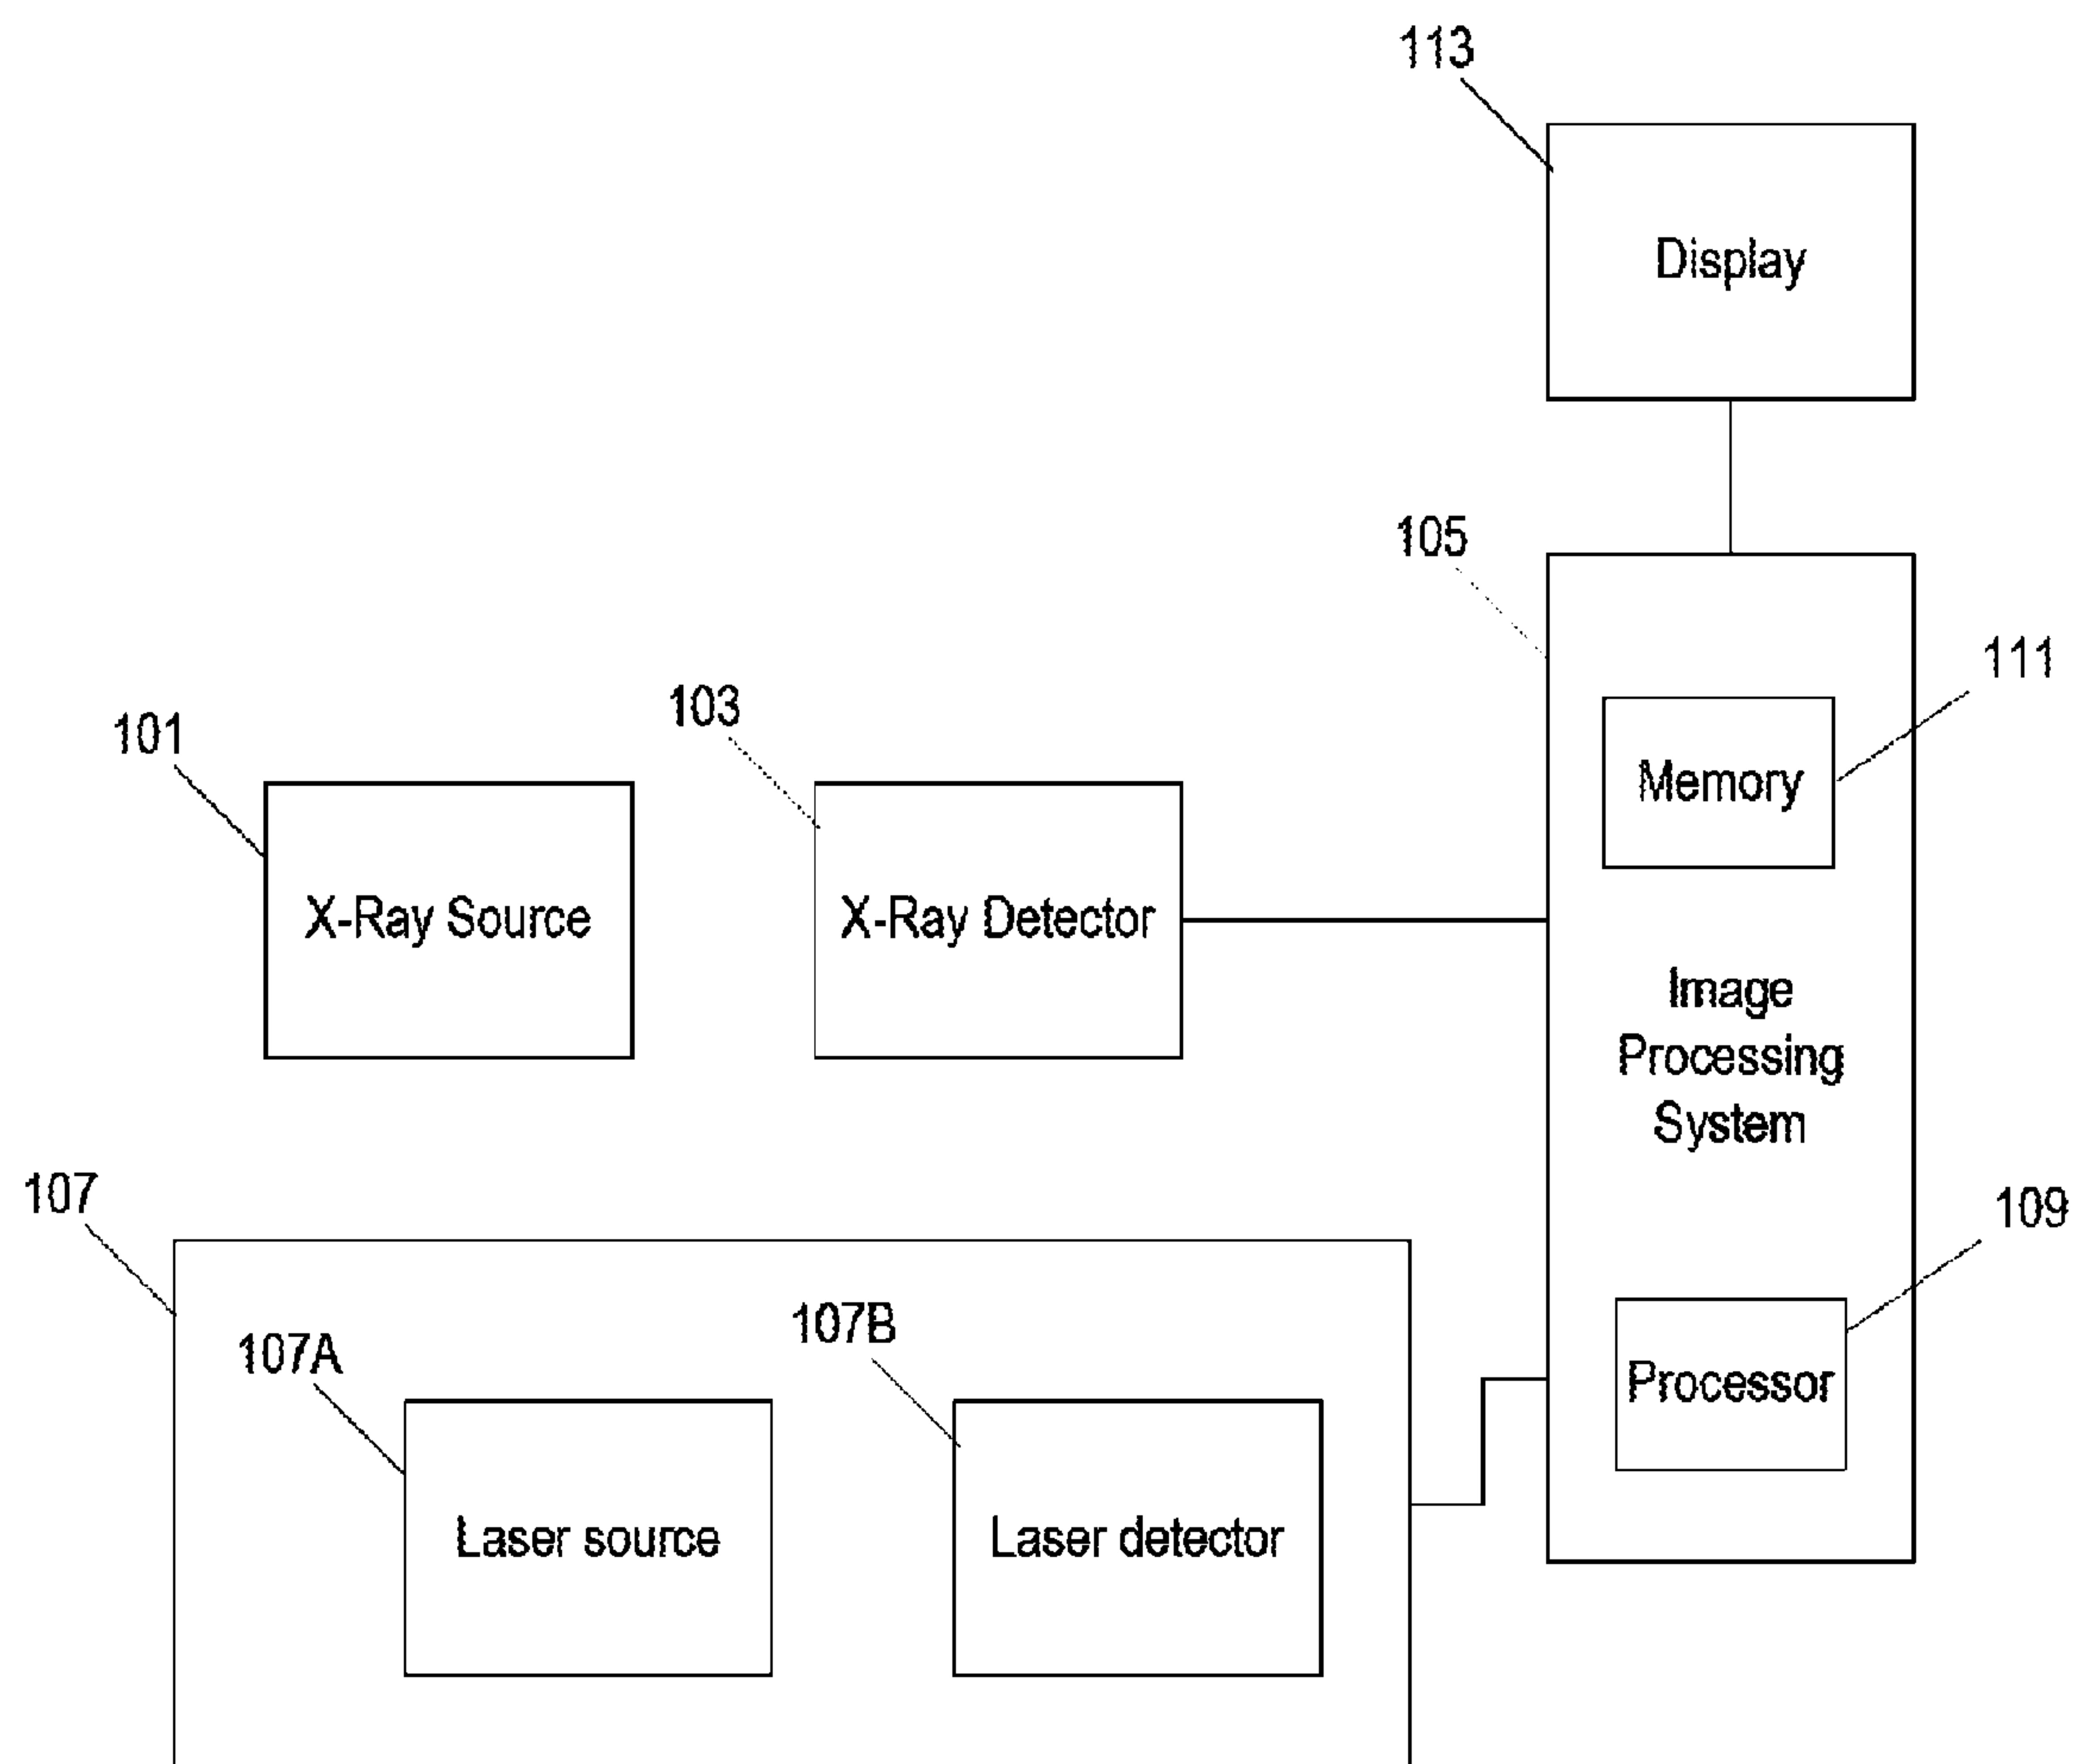 113
Display
105
111
Memory
101
103
X-Ray Source
X-Ray Detector
Image
Processing
System
107
109
107A
107B
Processor
Laser source
Laser detector